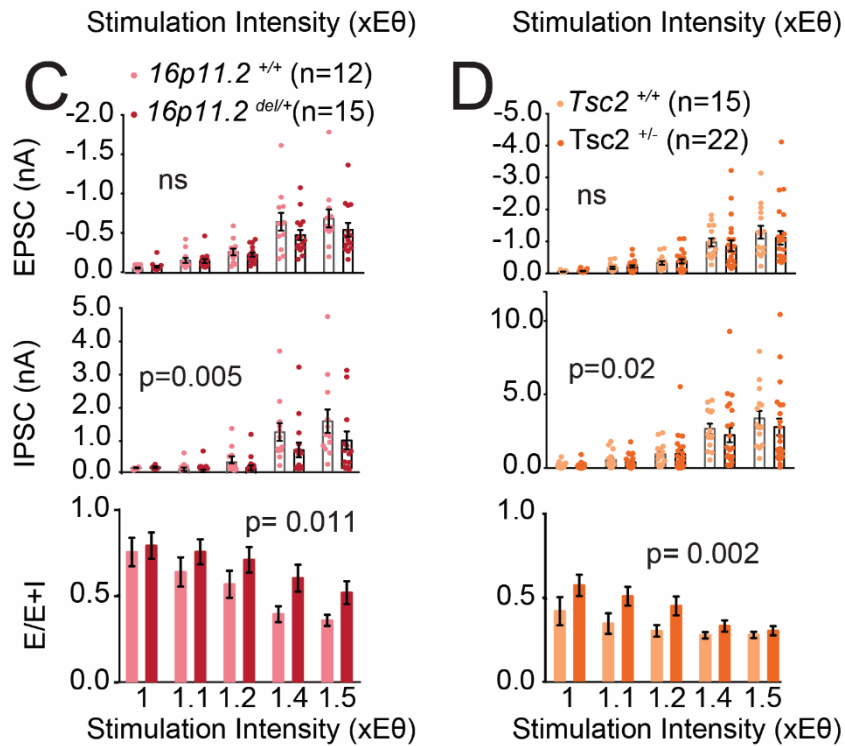 Stimulation Intensity (xEθ)
Stimulation Intensity (xEθ)
C
16p11.2 +/+ (n=12)
16p11.2 del/+(n=15)
-2.0
-1.5
-1.0
-0.5
0.0
EPSC (nA)
ns
5.0
4.0
3.0
2.0
1.0
0.0
IPSC (nA)
p=0.005
1.0
0.5
0.0
E/E+I
p= 0.011
1 1.1 1.2 1.4 1.5
Stimulation Intensity (xEθ)
D
Tsc2 +/+ (n=15)
Tsc2 +/- (n=22)
-5.0
-4.0
-3.0
-2.0
-1.0
0.0
ns
10.0
5.0
0.0
p=0.02
1.0
0.5
0.0
p= 0.002
1 1.1 1.2 1.4 1.5
Stimulation Intensity (xEθ)